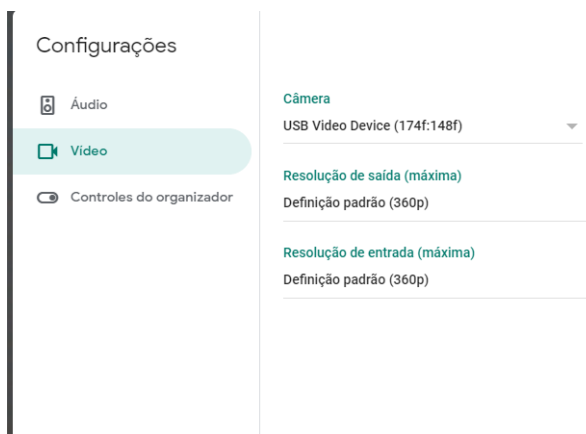 Configurações
Áudio
Vídeo
Controles do organizador
Câmera
USB Video Device (174f:148f)
Resolução de saída (máxima)
Definição padrão (360p)
Resolução de entrada (máxima)
Definição padrão (360p)